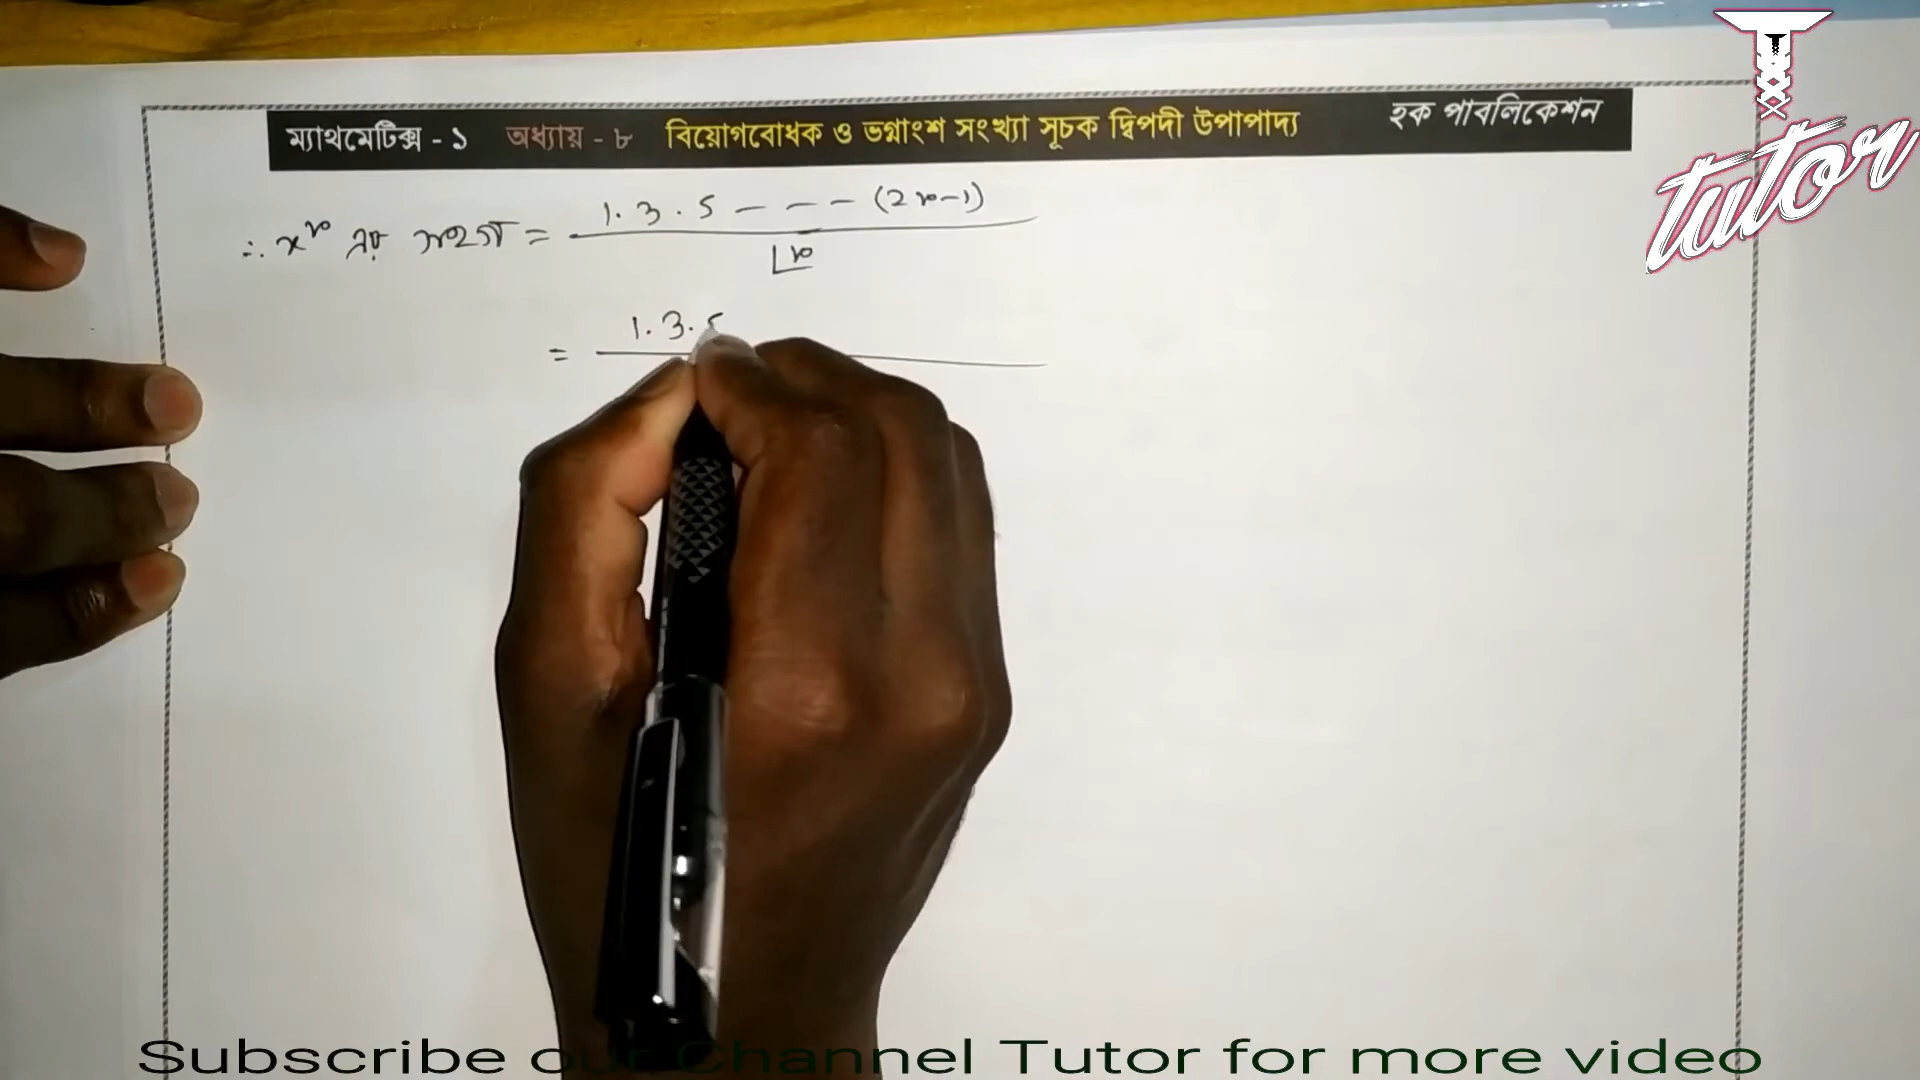 ম্যাথমেটিক্স - ১ অধ্যায় - ৮ বিয়োগবোধক ও ভগ্নাংশ সংখ্যা সূচক দ্বিপদী উপাপাদ্য হক পাবলিকেশন
T
tutor
∴ x^r এর সহগ = 1.3.5 - - - (2r-1)
⌊r
= 1.3.5
Subscribe our Channel Tutor for more video